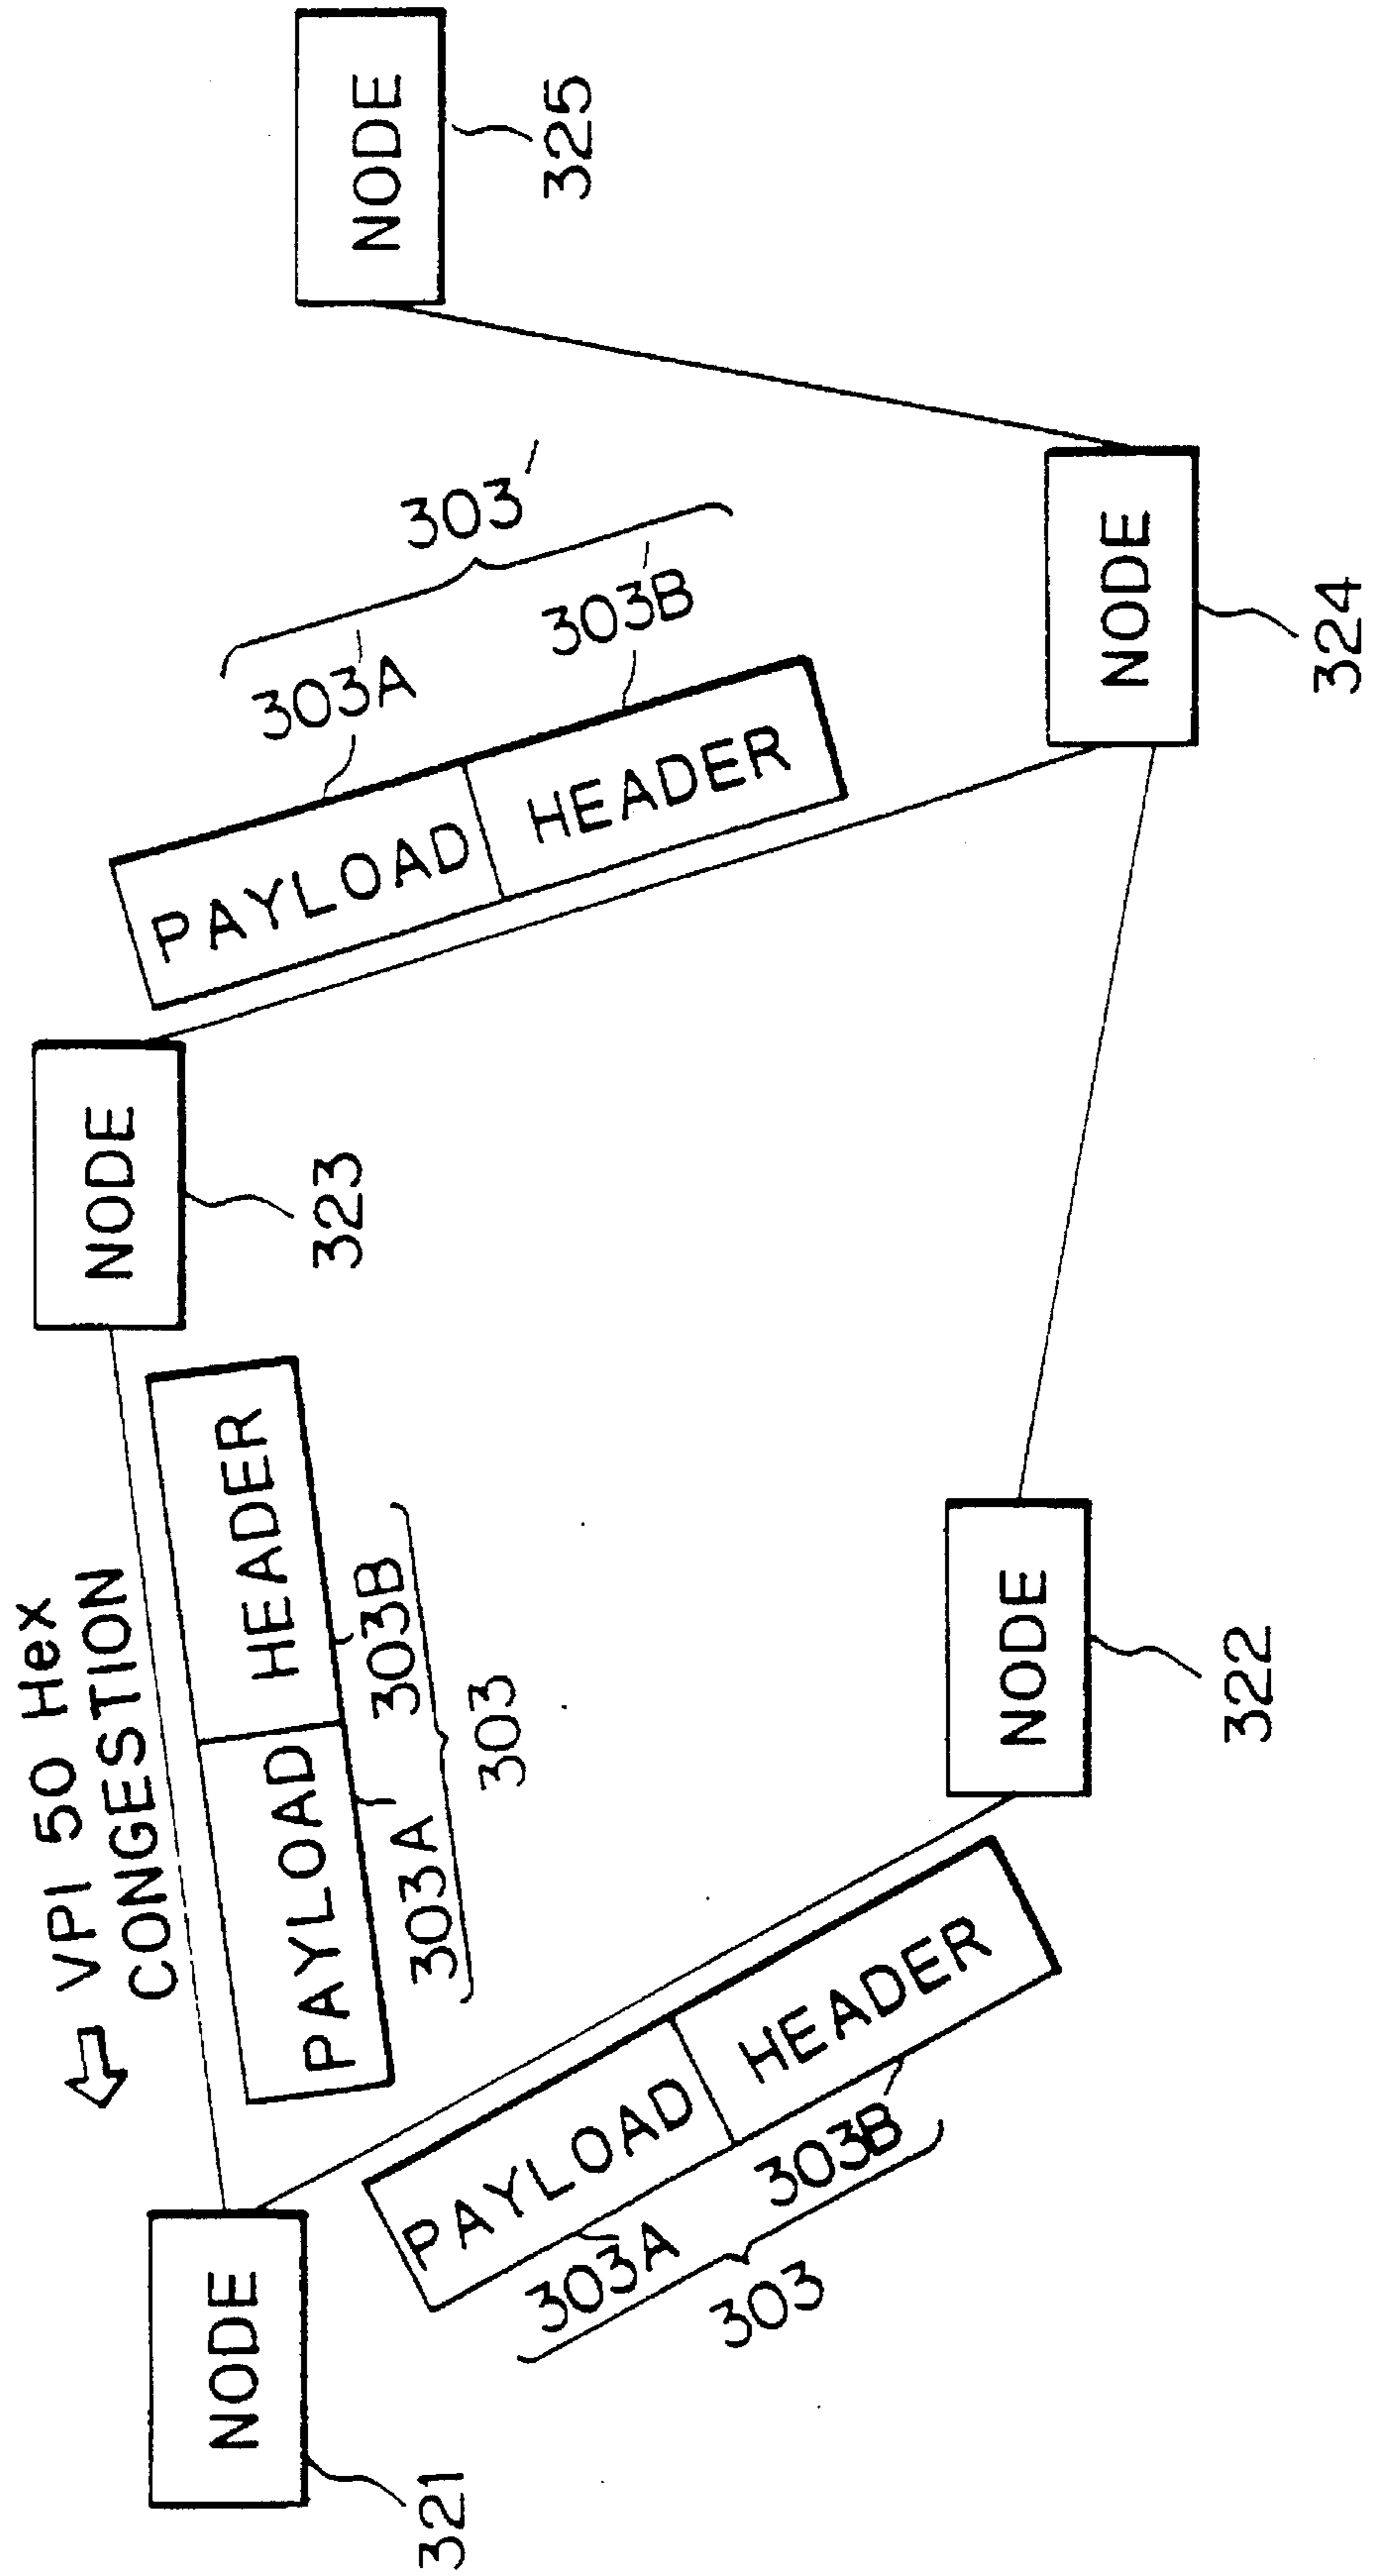 VPI 50 Hex
CONGESTION
NODE
323
NODE
321
PAYLOAD HEADER
303A 303B
303
PAYLOAD HEADER
303A' 303B'
303'
NODE
325
PAYLOAD HEADER
303A 303B
303
NODE
322
NODE
324